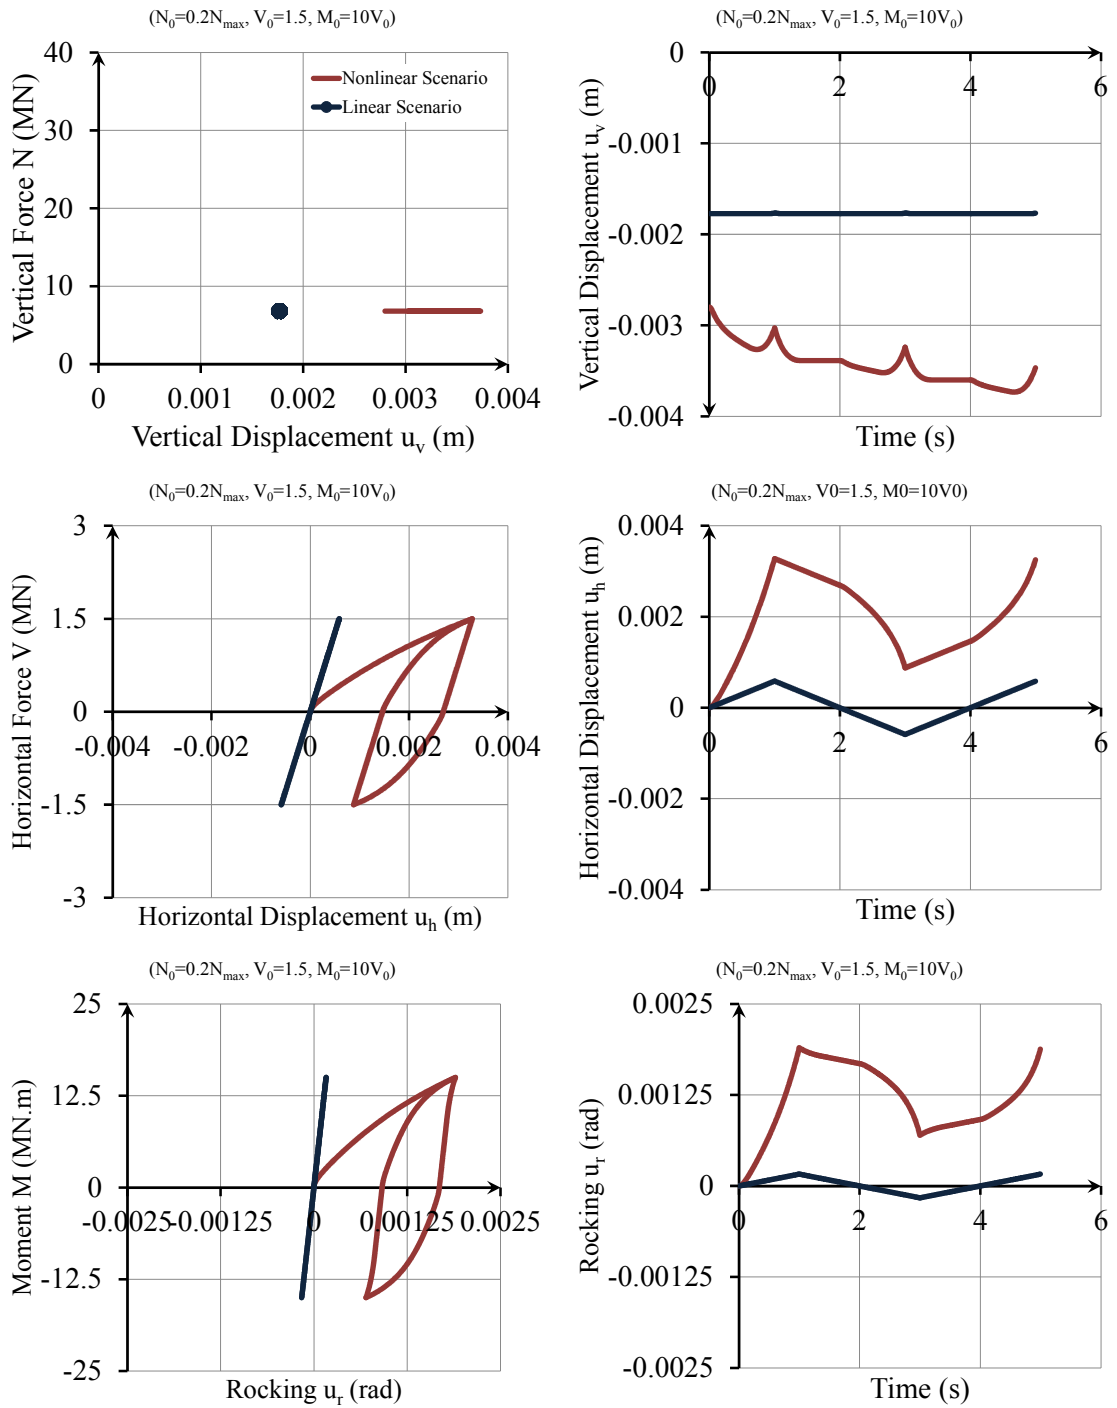 (N0=0.2Nmax, V0=1.5, M0=10V0)
40
30
20
10
0
Vertical Force N (MN)
Nonlinear Scenario
Linear Scenario
0 0.001 0.002 0.003 0.004
Vertical Displacement uv (m)
(N0=0.2Nmax, V0=1.5, M0=10V0)
0
-0.001
-0.002
-0.003
-0.004
Vertical Displacement uv (m)
0 2 4 6
Time (s)
(N0=0.2Nmax, V0=1.5, M0=10V0)
3
1.5
0
-1.5
-3
Horizontal Force V (MN)
-0.004 -0.002 0 0.002 0.004
Horizontal Displacement uh (m)
(N0=0.2Nmax, V0=1.5, M0=10V0)
0.004
0.002
0
-0.002
-0.004
Horizontal Displacement uh (m)
0 2 4 6
Time (s)
(N0=0.2Nmax, V0=1.5, M0=10V0)
25
12.5
0
-12.5
-25
Moment M (MN.m)
-0.0025 -0.00125 0 0.00125 0.0025
Rocking ur (rad)
(N0=0.2Nmax, V0=1.5, M0=10V0)
0.0025
0.00125
0
-0.00125
-0.0025
Rocking ur (rad)
0 2 4 6
Time (s)